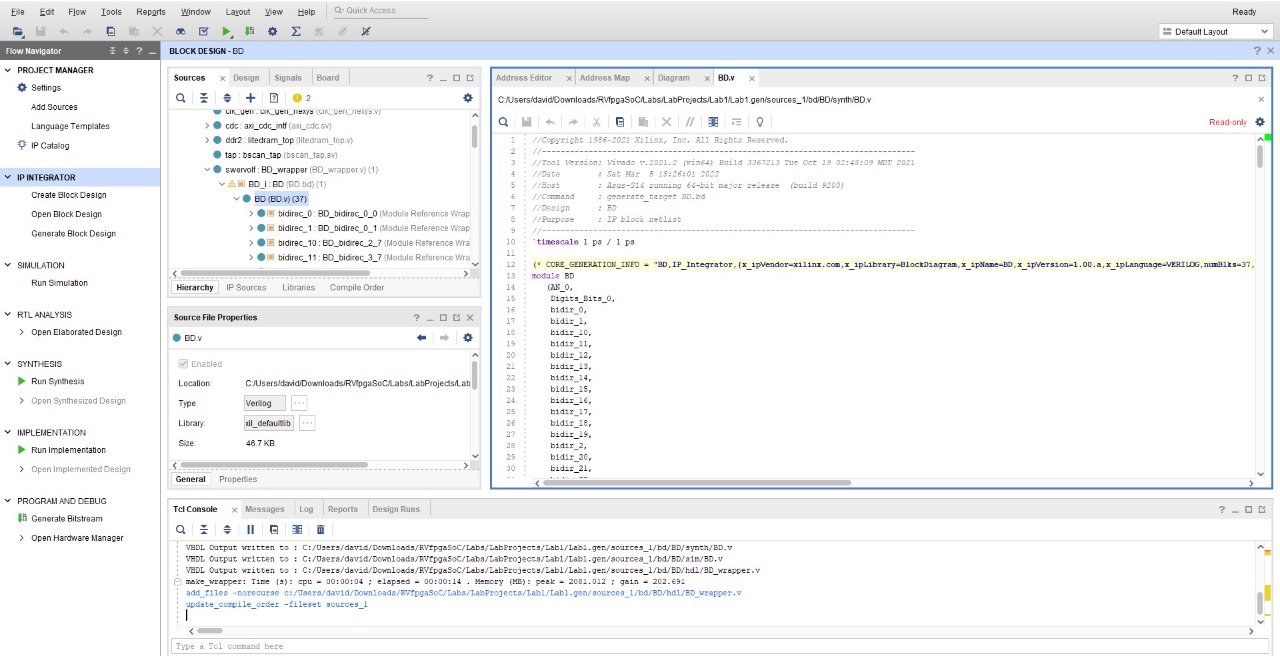 File Edit Flow Tools Reports Window Layout View Help Quick Access Ready
Default Layout
Flow Navigator
PROJECT MANAGER
Settings
Add Sources
Language Templates
IP Catalog
IP INTEGRATOR
Create Block Design
Open Block Design
Generate Block Design
SIMULATION
Run Simulation
RTL ANALYSIS
Open Elaborated Design
SYNTHESIS
Run Synthesis
Open Synthesized Design
IMPLEMENTATION
Run Implementation
Open Implemented Design
PROGRAM AND DEBUG
Generate Bitstream
Open Hardware Manager
BLOCK DESIGN - BD
Sources Design Signals Board
2
clk_gen : clk_gen_nexys (clk_gen_nexys.v)
cdc : axi_cdc_intf (axi_cdc.sv)
ddr2 : litedram_top (litedram_top.v)
tap : bscan_tap (bscan_tap.sv)
swervolf : BD_wrapper (BD_wrapper.v) (1)
BD_i : BD (BD.bd) (1)
BD (BD.v) (37)
bidirec_0 : BD_bidirec_0_0 (Module Reference Wrap
bidirec_1 : BD_bidirec_0_1 (Module Reference Wrap
bidirec_10 : BD_bidirec_2_7 (Module Reference Wrap
bidirec_11 : BD_bidirec_3_7 (Module Reference Wrap
Hierarchy IP Sources Libraries Compile Order
Source File Properties
BD.v
Enabled
Location: C:/Users/david/Downloads/RVfpgaSoC/Labs/LabProjects/Lab
Type: Verilog
Library: xil_defaultlib
Size: 46.7 KB
General Properties
Address Editor Address Map Diagram BD.v
C:/Users/david/Downloads/RVfpgaSoC/Labs/LabProjects/Lab1/Lab1.gen/sources_1/bd/BD/synth/BD.v
Read-only
1 //Copyright 1986-2021 Xilinx, Inc. All Rights Reserved.
2 //--------------------------------------------------------------------------------
3 //Tool Version: Vivado v.2021.2 (win64) Build 3367213 Tue Oct 19 02:48:09 MDT 2021
4 //Date : Sat Mar 5 18:26:01 2022
5 //Host : Asus-S14 running 64-bit major release (build 9200)
6 //Command : generate_target BD.bd
7 //Design : BD
8 //Purpose : IP block netlist
9 //--------------------------------------------------------------------------------
10 `timescale 1 ps / 1 ps
11
12 (* CORE_GENERATION_INFO = "BD,IP_Integrator,{x_ipVendor=xilinx.com,x_ipLibrary=BlockDiagram,x_ipName=BD,x_ipVersion=1.00.a,x_ipLanguage=VERILOG,numBlks=37,
13 module BD
14 (AN_0,
15 Digits_Bits_0,
16 bidir_0,
17 bidir_1,
18 bidir_10,
19 bidir_11,
20 bidir_12,
21 bidir_13,
22 bidir_14,
23 bidir_15,
24 bidir_16,
25 bidir_17,
26 bidir_18,
27 bidir_19,
28 bidir_2,
29 bidir_20,
30 bidir_21,
Tcl Console Messages Log Reports Design Runs
VHDL Output written to : C:/Users/david/Downloads/RVfpgaSoC/Labs/LabProjects/Lab1/Lab1.gen/sources_1/bd/BD/synth/BD.v
VHDL Output written to : C:/Users/david/Downloads/RVfpgaSoC/Labs/LabProjects/Lab1/Lab1.gen/sources_1/bd/BD/sim/BD.v
VHDL Output written to : C:/Users/david/Downloads/RVfpgaSoC/Labs/LabProjects/Lab1/Lab1.gen/sources_1/bd/BD/hdl/BD_wrapper.v
make_wrapper: Time (s): cpu = 00:00:04 ; elapsed = 00:00:14 . Memory (MB): peak = 2081.012 ; gain = 202.691
add_files -norecurse c:/Users/david/Downloads/RVfpgaSoC/Labs/LabProjects/Lab1/Lab1.gen/sources_1/bd/BD/hdl/BD_wrapper.v
update_compile_order -fileset sources_1
Type a Tcl command here